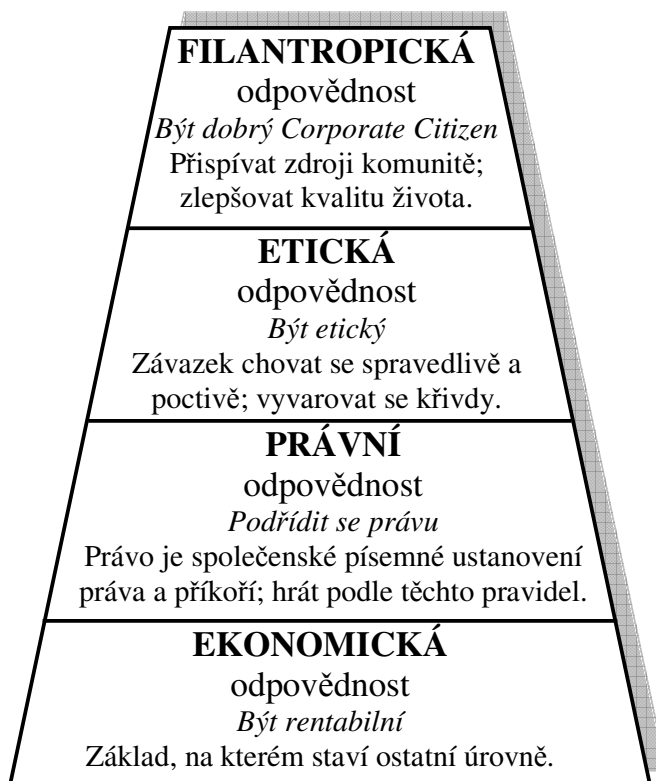 FILANTROPICKÁ
odpovědnost
Být dobrý Corporate Citizen
Přispívat zdroji komunitě;
zlepšovat kvalitu života.
ETICKÁ
odpovědnost
Být etický
Závazek chovat se spravedlivě a
poctivě; vyvarovat se křivdy.
PRÁVNÍ
odpovědnost
Podřídit se právu
Právo je společenské písemné ustanovení
práva a příkoří; hrát podle těchto pravidel.
EKONOMICKÁ
odpovědnost
Být rentabilní
Základ, na kterém staví ostatní úrovně.